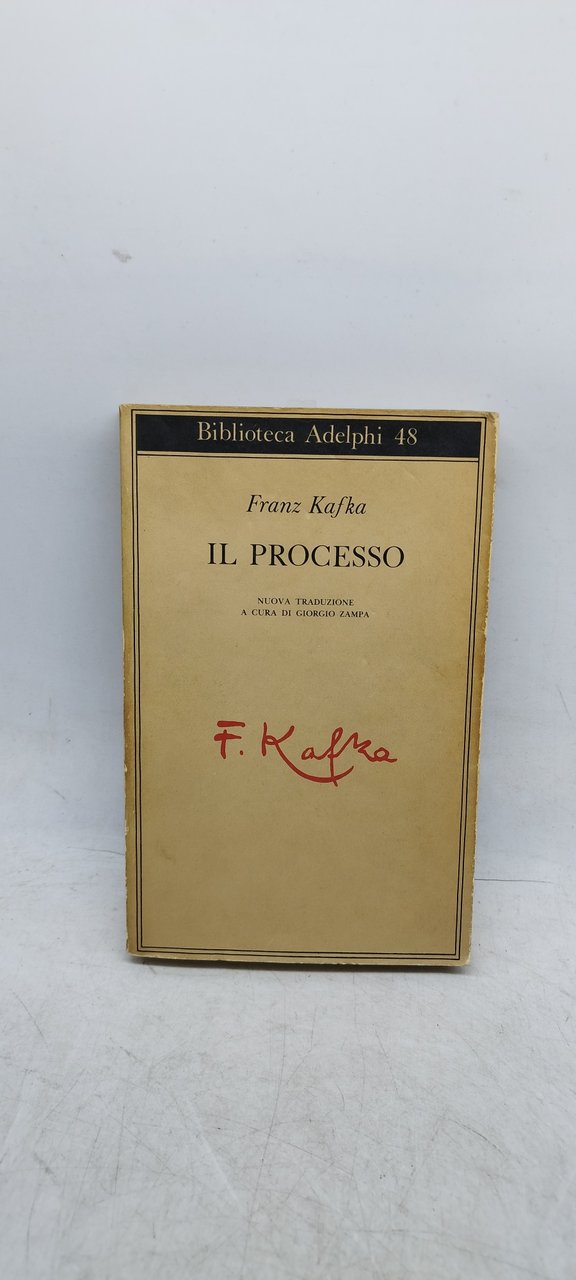 Biblioteca Adelphi 48
Franz Kafka
IL PROCESSO
NUOVA TRADUZIONE
A CURA DI GIORGIO ZAMPA
F. Kafka